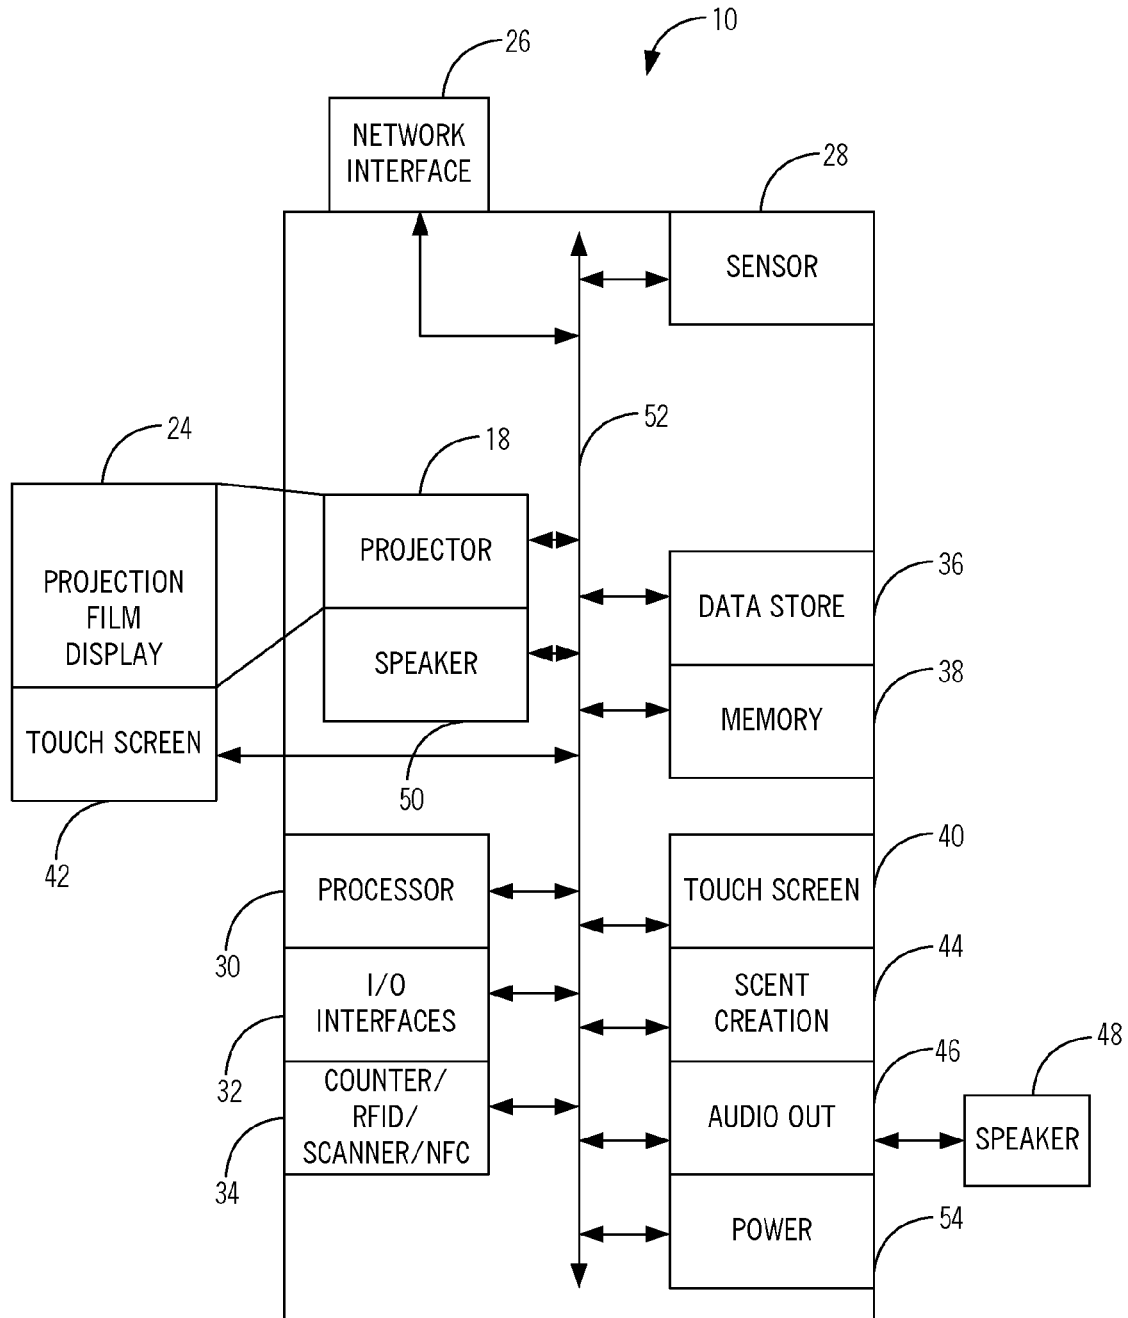 10
26
NETWORK
INTERFACE
28
SENSOR
52
24
18
PROJECTOR
PROJECTION
FILM
DISPLAY
36
DATA STORE
SPEAKER
38
MEMORY
TOUCH SCREEN
50
42
40
PROCESSOR
TOUCH SCREEN
30
44
I/O
INTERFACES
SCENT
CREATION
32
46
48
COUNTER/
RFID/
SCANNER/NFC
AUDIO OUT
SPEAKER
34
54
POWER